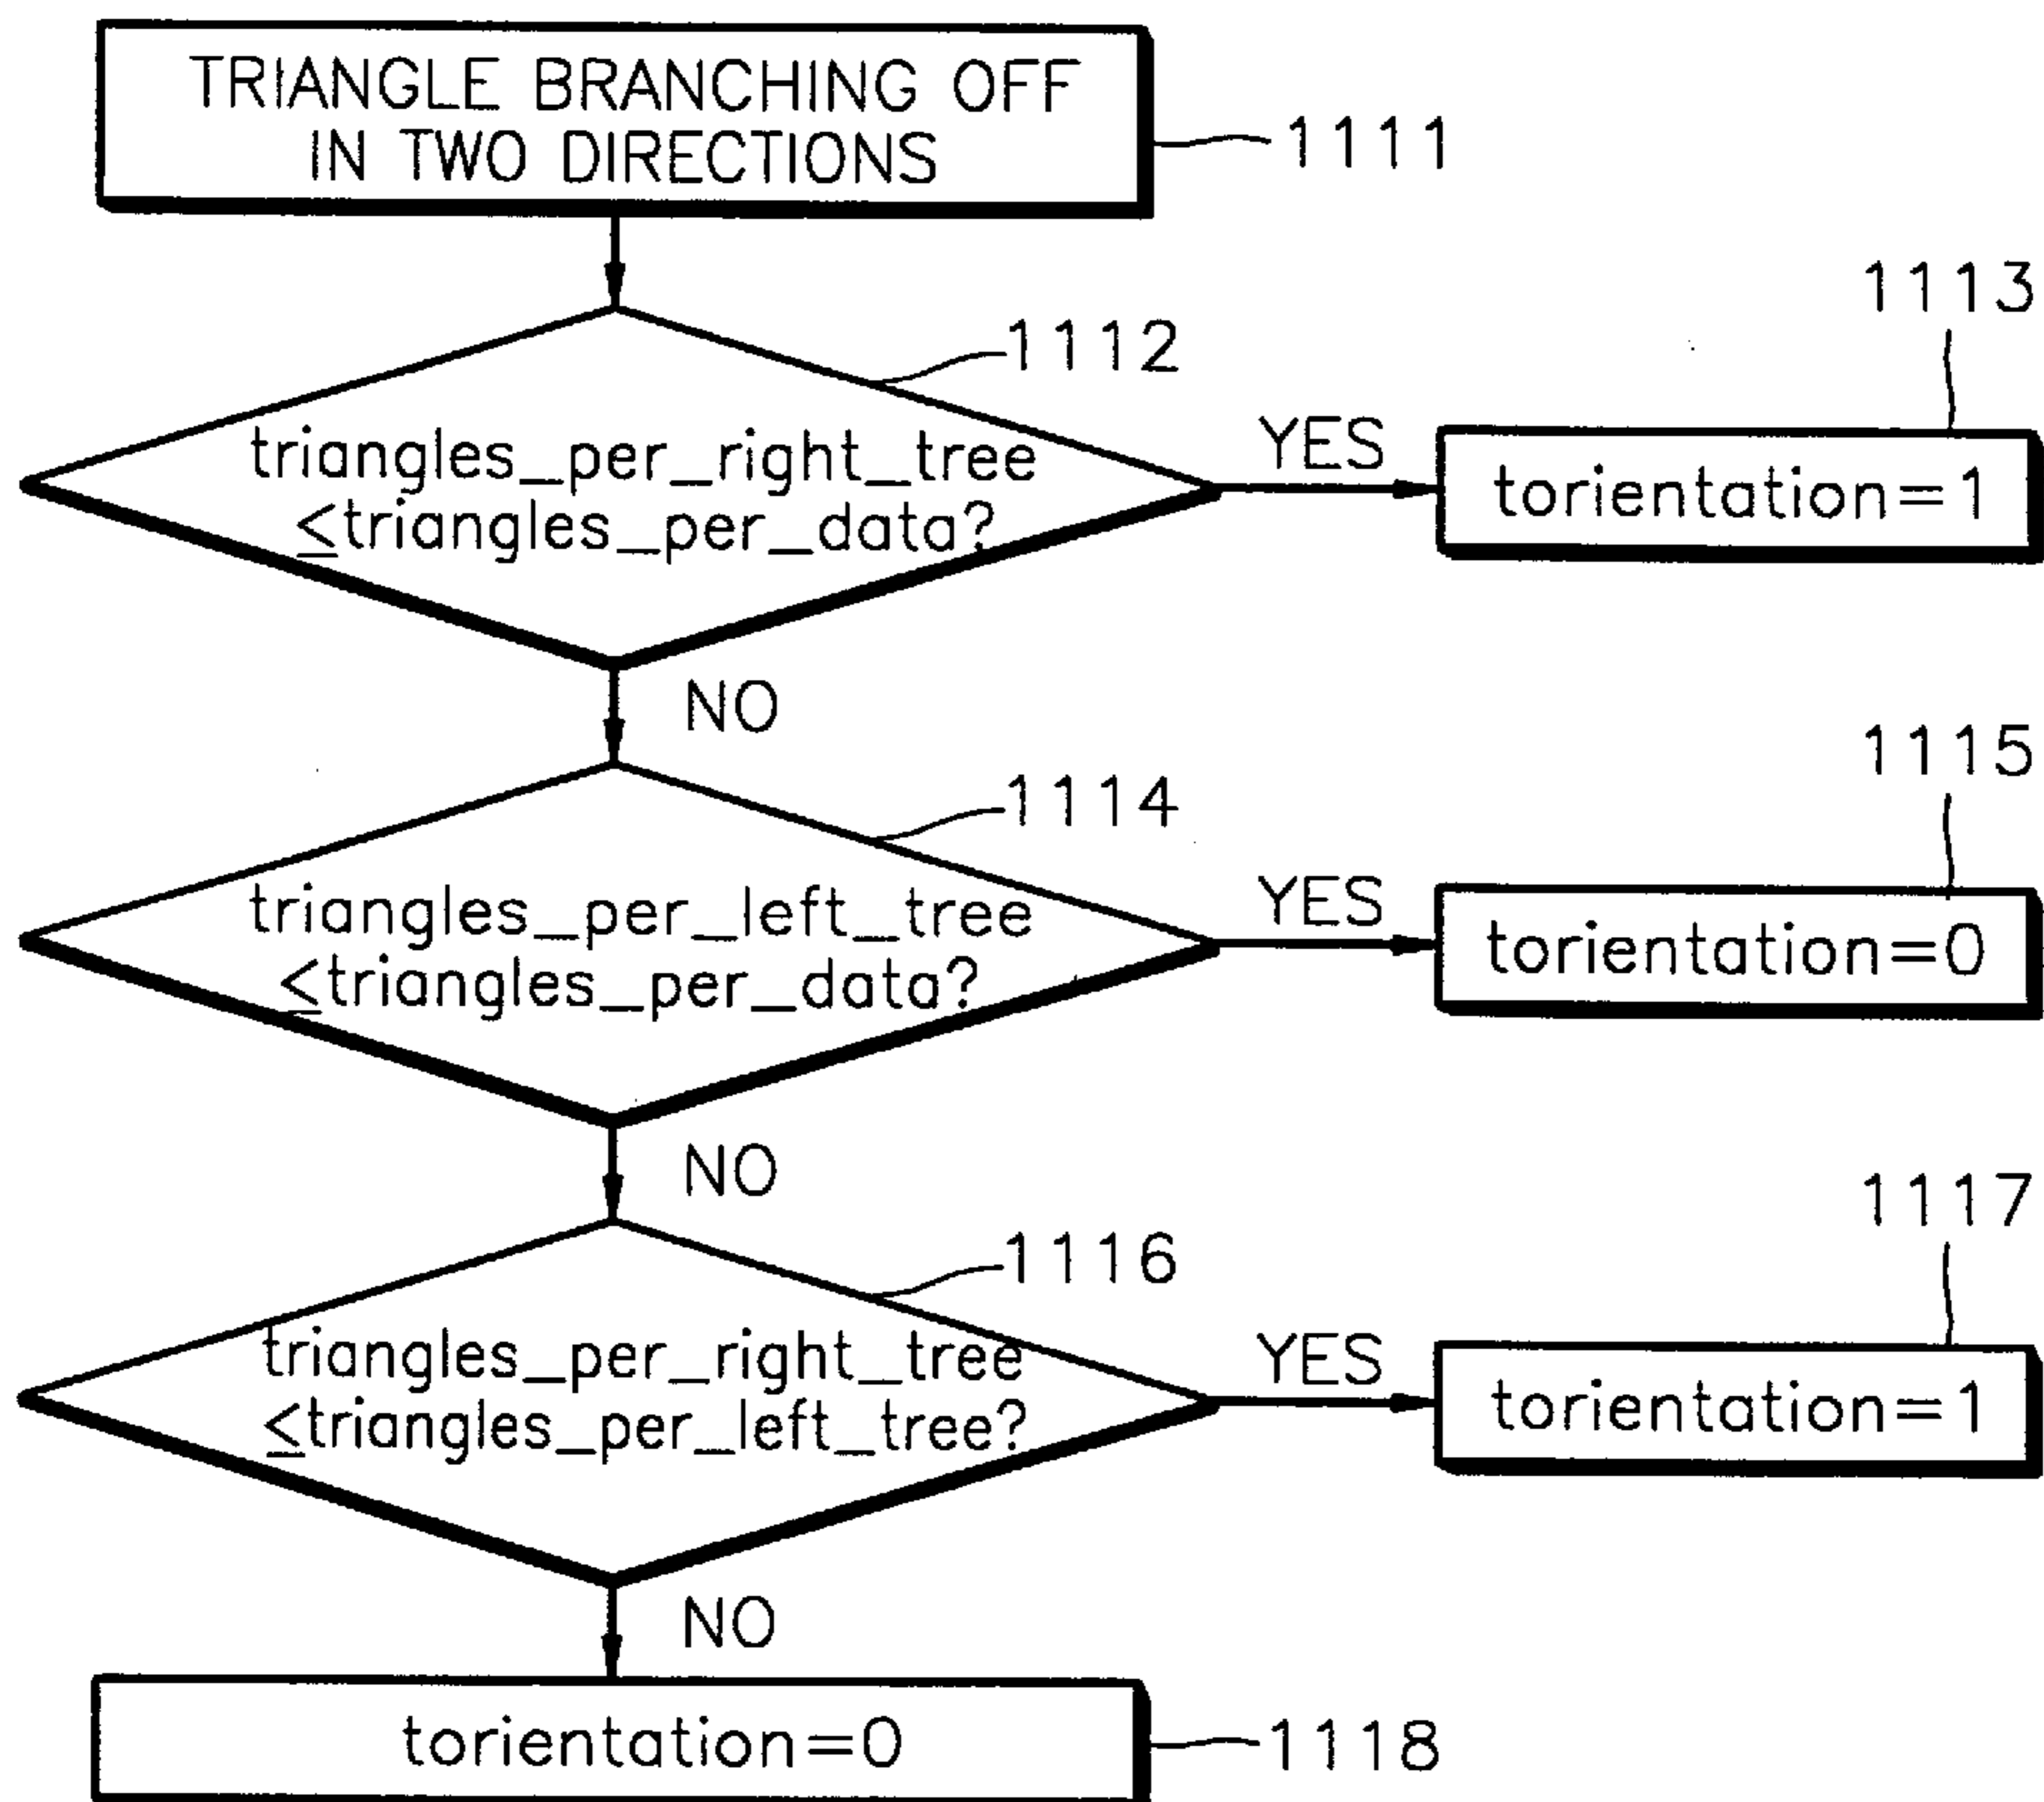 TRIANGLE BRANCHING OFF
IN TWO DIRECTIONS
1111
1112
triangles_per_right_tree
≤triangles_per_data?
YES
1113
torientation=1
NO
1114
triangles_per_left_tree
≤triangles_per_data?
YES
1115
torientation=0
NO
1116
triangles_per_right_tree
≤triangles_per_left_tree?
YES
1117
torientation=1
NO
torientation=0
1118